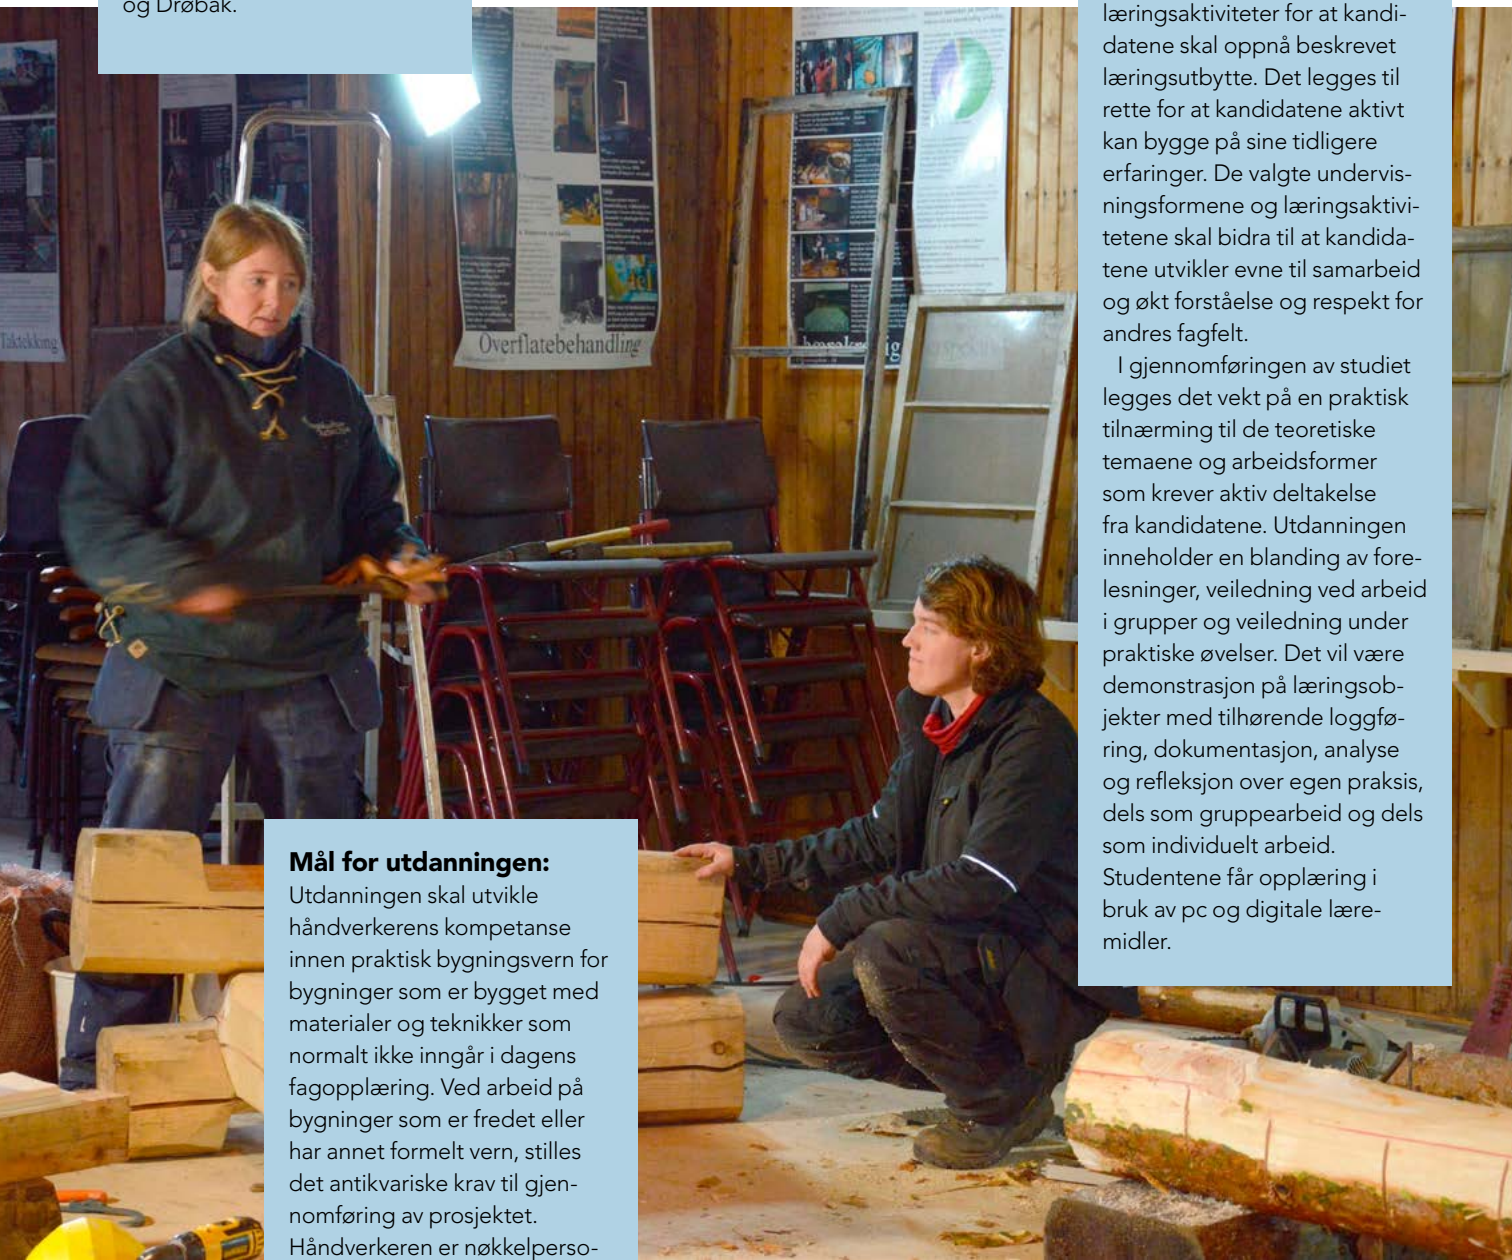 og Drøbak.
Mål for utdanningen:
Utdanningen skal utvikle
håndverkerens kompetanse
innen praktisk bygningsvern for
bygninger som er bygget med
materialer og teknikker som
normalt ikke inngår i dagens
fagopplæring. Ved arbeid på
bygninger som er fredet eller
har annet formelt vern, stilles
det antikvariske krav til gjen-
nomføring av prosjektet.
Håndverkeren er nøkkelperso-
læringsaktiviteter for at kandi-
datene skal oppnå beskrevet
læringsutbytte. Det legges til
rette for at kandidatene aktivt
kan bygge på sine tidligere
erfaringer. De valgte undervis-
ningsformene og læringsaktivi-
tetene skal bidra til at kandida-
tene utvikler evne til samarbeid
og økt forståelse og respekt for
andres fagfelt.
I gjennomføringen av studiet
legges det vekt på en praktisk
tilnærming til de teoretiske
temaene og arbeidsformer
som krever aktiv deltakelse
fra kandidatene. Utdanningen
inneholder en blanding av fore-
lesninger, veiledning ved arbeid
i grupper og veiledning under
praktiske øvelser. Det vil være
demonstrasjon på læringsob-
jekter med tilhørende loggfø-
ring, dokumentasjon, analyse
og refleksjon over egen praksis,
dels som gruppearbeid og dels
som individuelt arbeid.
Studentene får opplæring i
bruk av pc og digitale lære-
midler.
Taktekking
Overflatebehandling